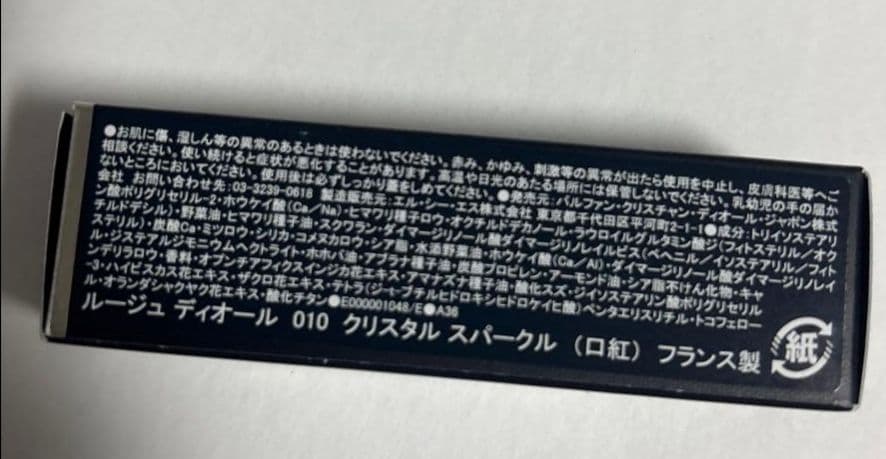 ●お肌に傷、湿しん等の異常のあるときは使わないでください。赤み、かゆみ、刺激等の異常が出たら使用を中止し、皮膚科医等へご
相談ください。使い続けると症状が悪化することがあります。高温や日光のあたる場所には保管しないでください。乳幼児の手の届か
ないところにおいてください。使用後は必ずしっかり蓋をしめてください。●発売元：パルファン・クリスチャン・ディオール・ジャポン株式
会社 お問い合わせ先：03-3239-0618 製造販売元：エル・シー・エス株式会社 東京都千代田区平河町2-1-1●成分：トリイソステアリ
ン酸ポリグリセリル-2・ホウケイ酸(Ca/Na)・ヒマワリ種子ロウ・オクチルドデカノール・ラウロイルグルタミン酸ジ(フィトステリル/オク
チルドデシル)・野菜油・ヒマワリ種子油・スクワラン・ダイマージリノール酸ダイマージリノレイルビス(ベヘニル/イソステアリル/フィト
ステリル)・炭酸Ca・ミツロウ・シリカ・コメヌカロウ・シア脂・水添野菜油・ホウケイ酸(Ca/Al)・ダイマージリノール酸ダイマージリノレイ
ル・ジステアルジモニウムヘクトライト・ホホバ油・アブラナ種子油・炭酸プロピレン・アーモンド油・シア脂不けん化物・キャ
ンデリラロウ・香料・オプンチアフィクスインジカ花エキス・アマナズナ種子油・酸化スズ・ジイソステアリン酸ポリグリセリル
-3・ハイビスカス花エキス・ザクロ花エキス・テトラ(ジ-t-ブチルヒドロキシヒドロケイヒ酸)ペンタエリスリチル・トコフェロー
ル・オランダシャクヤク花エキス・酸化チタン●E000001048/E●A36
ルージュ ディオール 010 クリスタル スパークル （口紅） フランス製
紙